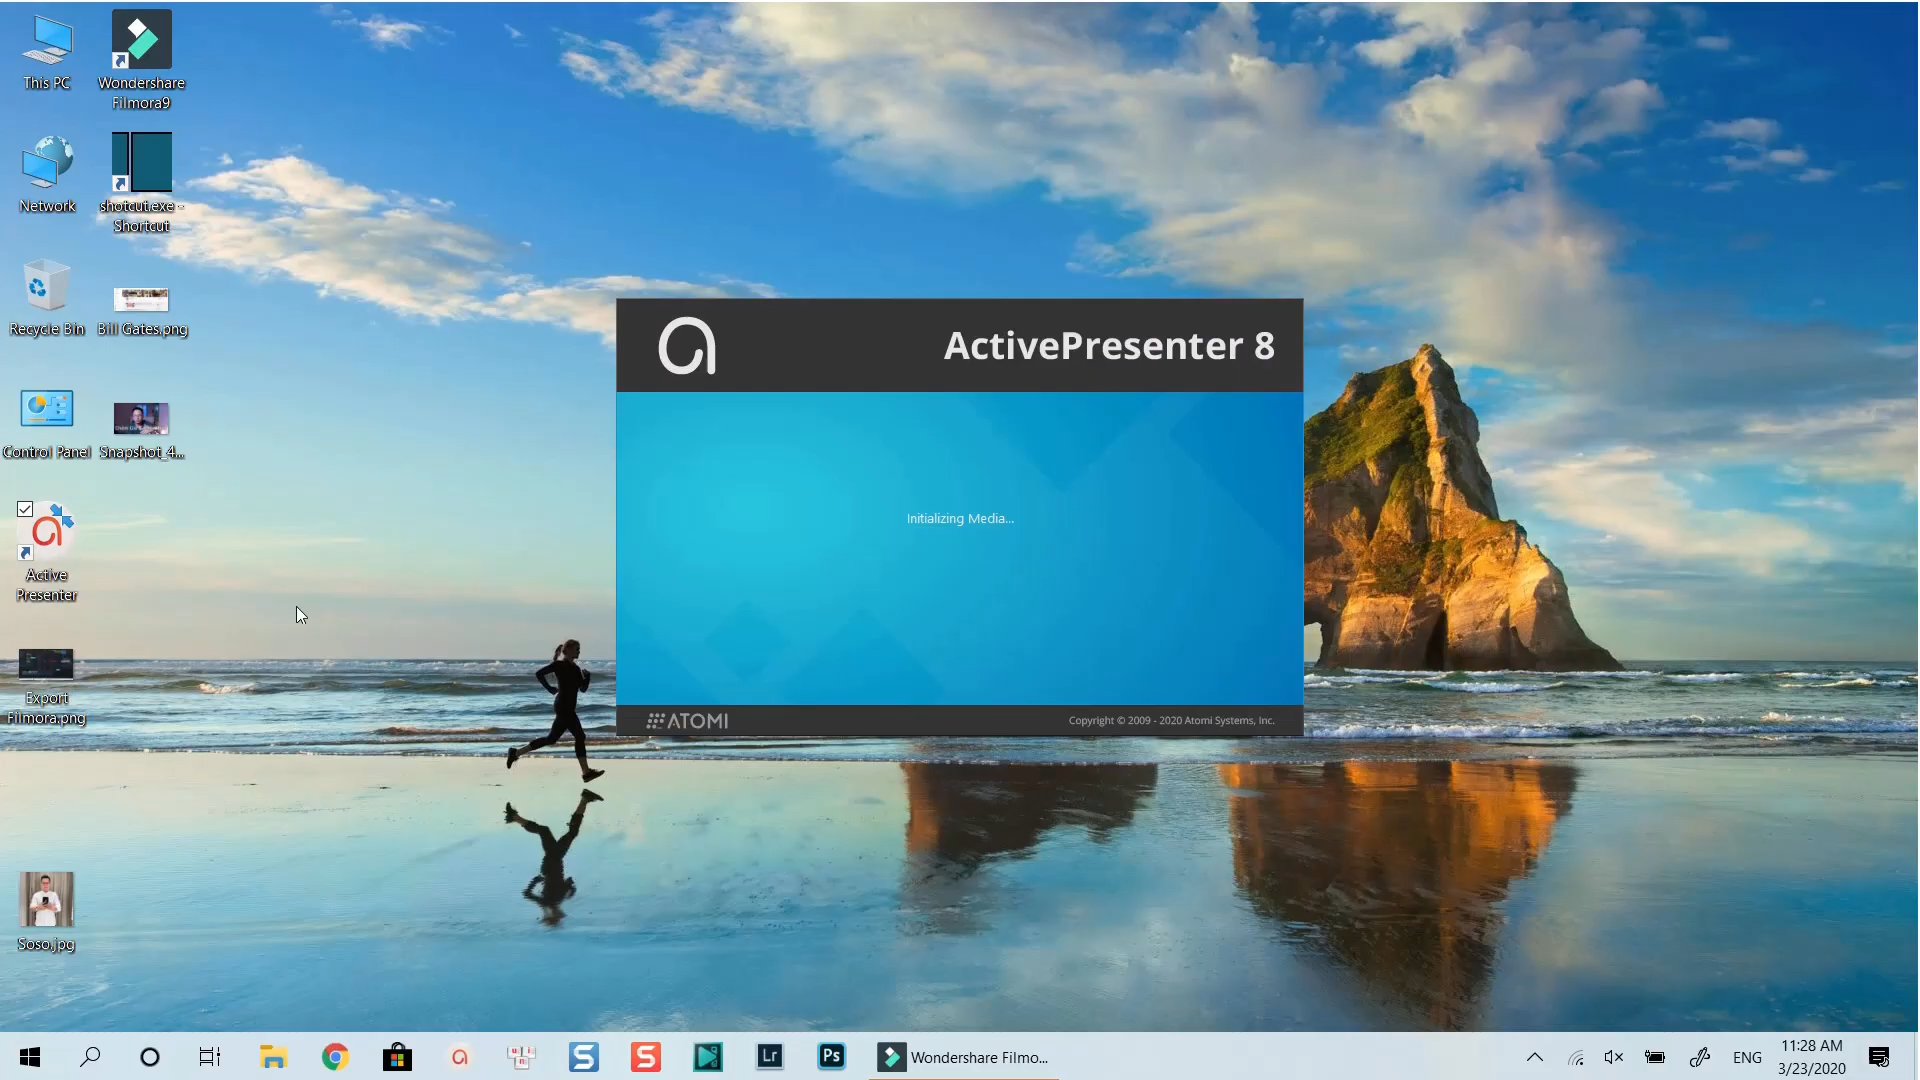 This PC
Wondershare
Filmora9
Network
shotcut.exe -
Shortcut
Recycle Bin
Bill Gates.png
Control Panel
Snapshot_4...
Active
Presenter
Export
Filmora.png
Soso.jpg
ActivePresenter 8
Initializing Media...
ATOMI
Copyright © 2009 - 2020 Atomi Systems, Inc.
S
S
Lr
Ps
Wondershare Filmo...
ENG
11:28 AM
3/23/2020